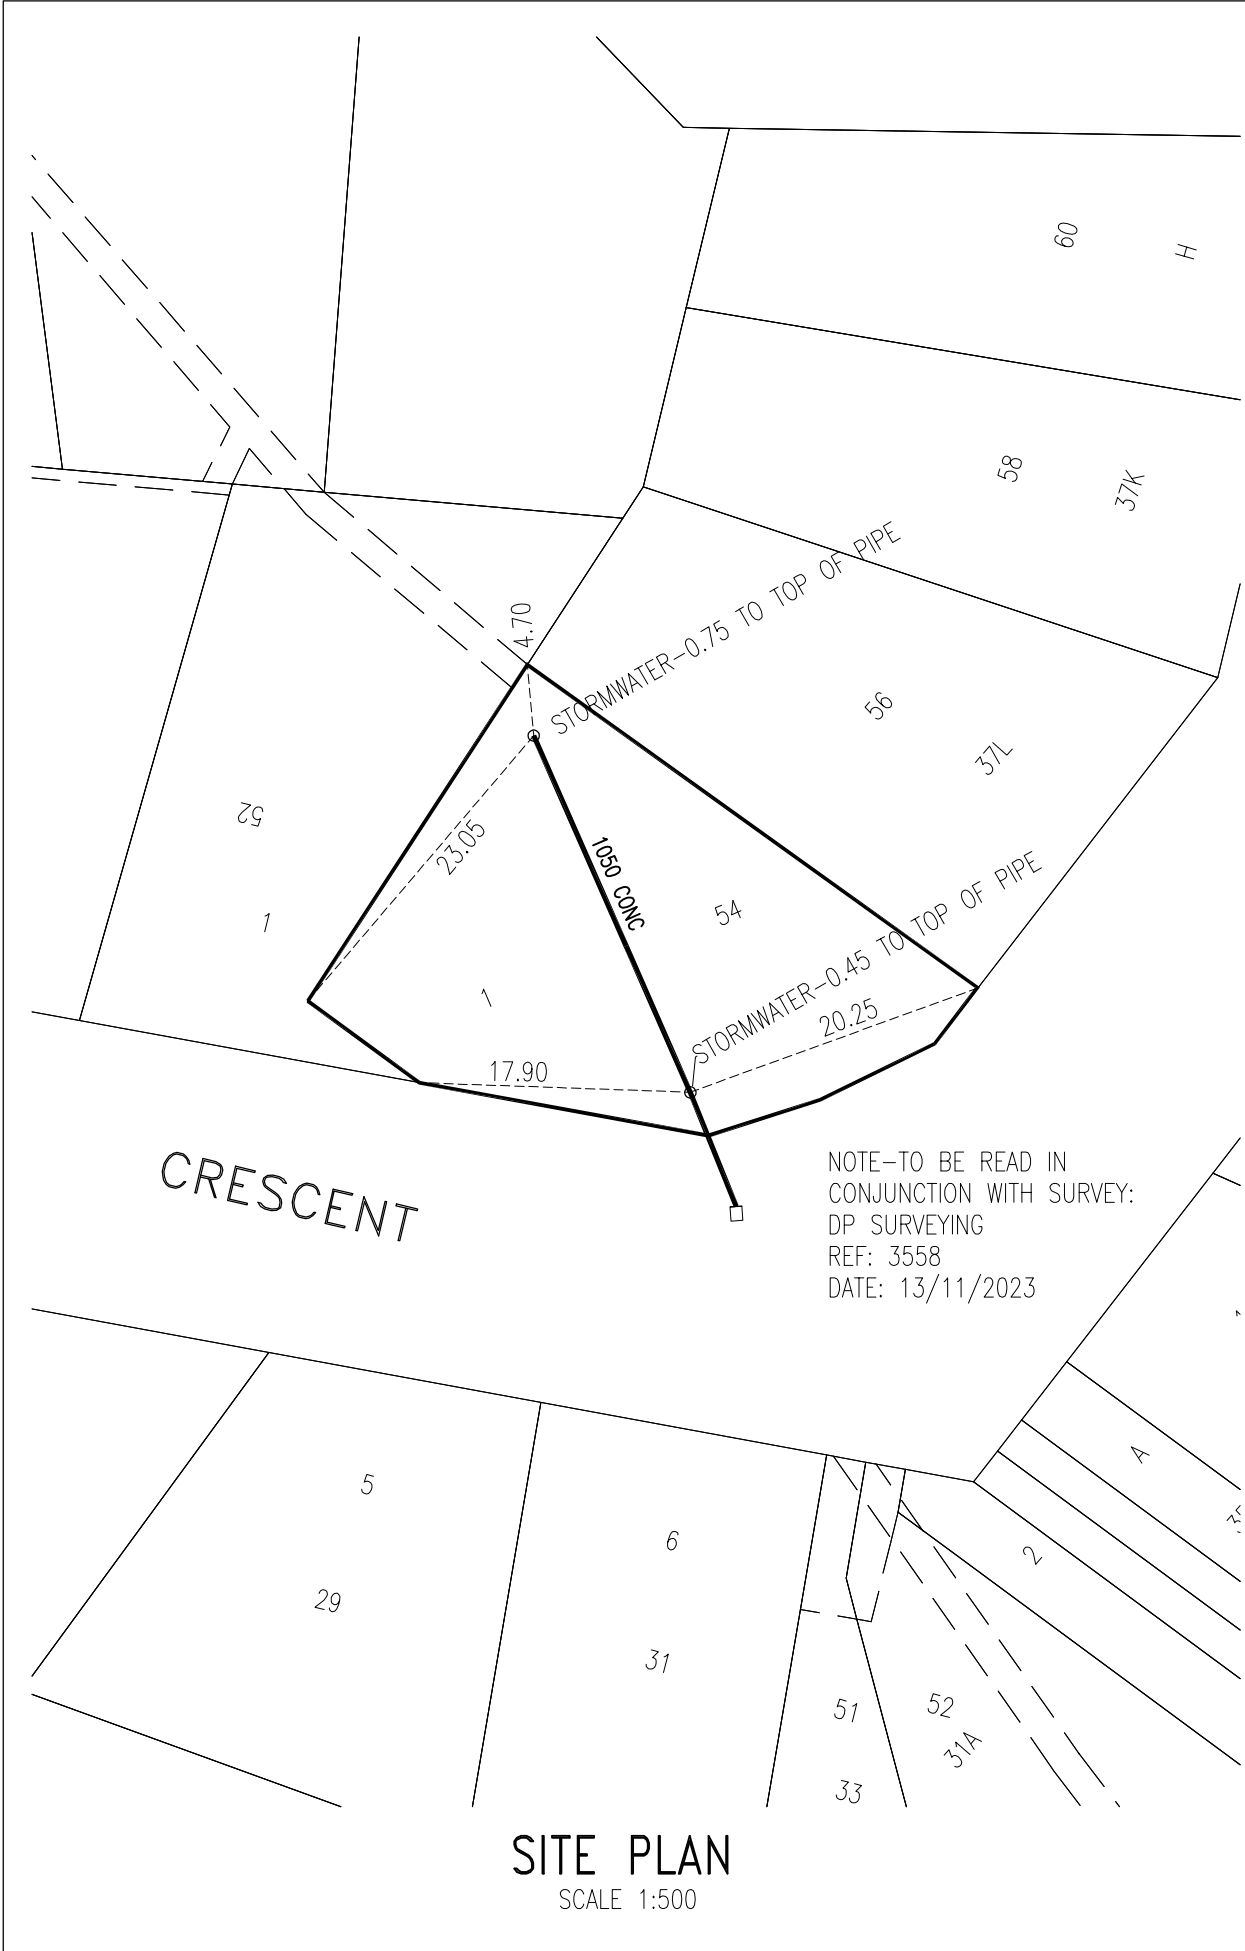 60
H
58
37K
4.70
STORMWATER-0.75 TO TOP OF PIPE
56
37L
52
23.05
1050 CONC
54
1
1
STORMWATER-0.45 TO TOP OF PIPE
20.25
17.90
CRESCENT
NOTE-TO BE READ IN
CONJUNCTION WITH SURVEY:
DP SURVEYING
REF: 3558
DATE: 13/11/2023
A
5
6
2
29
31
51
52
31A
33
SITE PLAN
SCALE 1:500